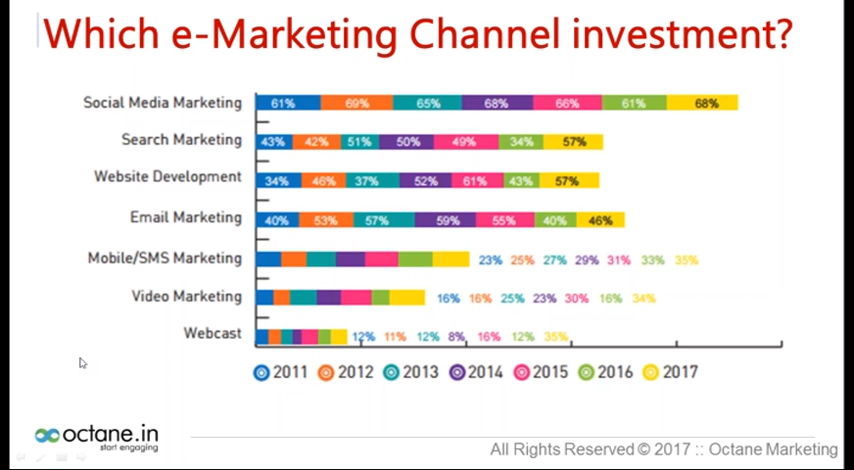 Which e-Marketing Channel investment?
Social Media Marketing 61% 69% 65% 68% 66% 61% 68%
Search Marketing 43% 42% 51% 50% 49% 34% 57%
Website Development 34% 46% 37% 52% 61% 43% 57%
Email Marketing 40% 53% 57% 59% 55% 40% 46%
Mobile/SMS Marketing 23% 25% 27% 29% 31% 33% 35%
Video Marketing 16% 16% 25% 23% 30% 16% 34%
Webcast 12% 11% 12% 8% 16% 12% 35%
2011 2012 2013 2014 2015 2016 2017
octane.in
start engaging
All Rights Reserved © 2017 :: Octane Marketing